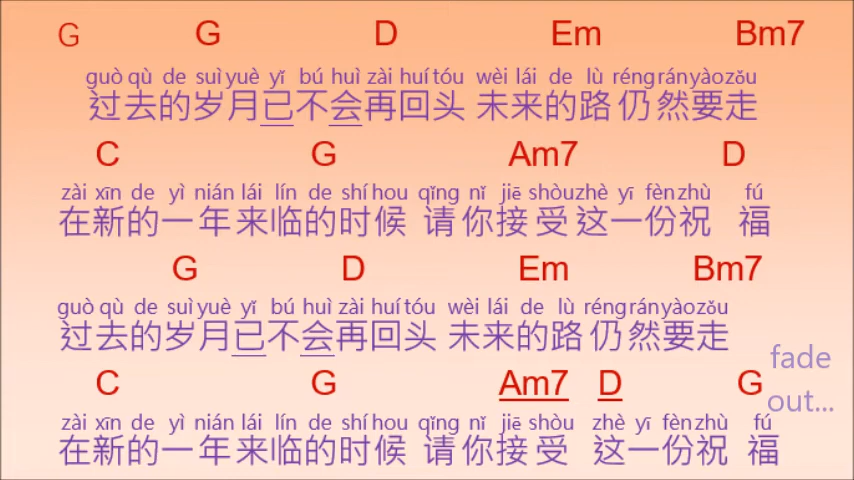 G G D Em Bm7
guò qù de suì yuè yǐ bú huì zài huí tóu wèi lái de lù réng rán yào zǒu
过去的岁月已不会再回头 未来的路仍然要走
C G Am7 D
zài xīn de yì nián lái lín de shí hou qǐng nǐ jiē shòu zhè yī fèn zhù fú
在新的一年来临的时候 请你接受这一份祝 福
G D Em Bm7
guò qù de suì yuè yǐ bú huì zài huí tóu wèi lái de lù réng rán yào zǒu
过去的岁月已不会再回头 未来的路仍然要走
fade
C G Am7 D G
out...
zài xīn de yì nián lái lín de shí hou qǐng nǐ jiē shòu zhè yī fèn zhù fú
在新的一年来临的时候 请你接受 这一份祝 福